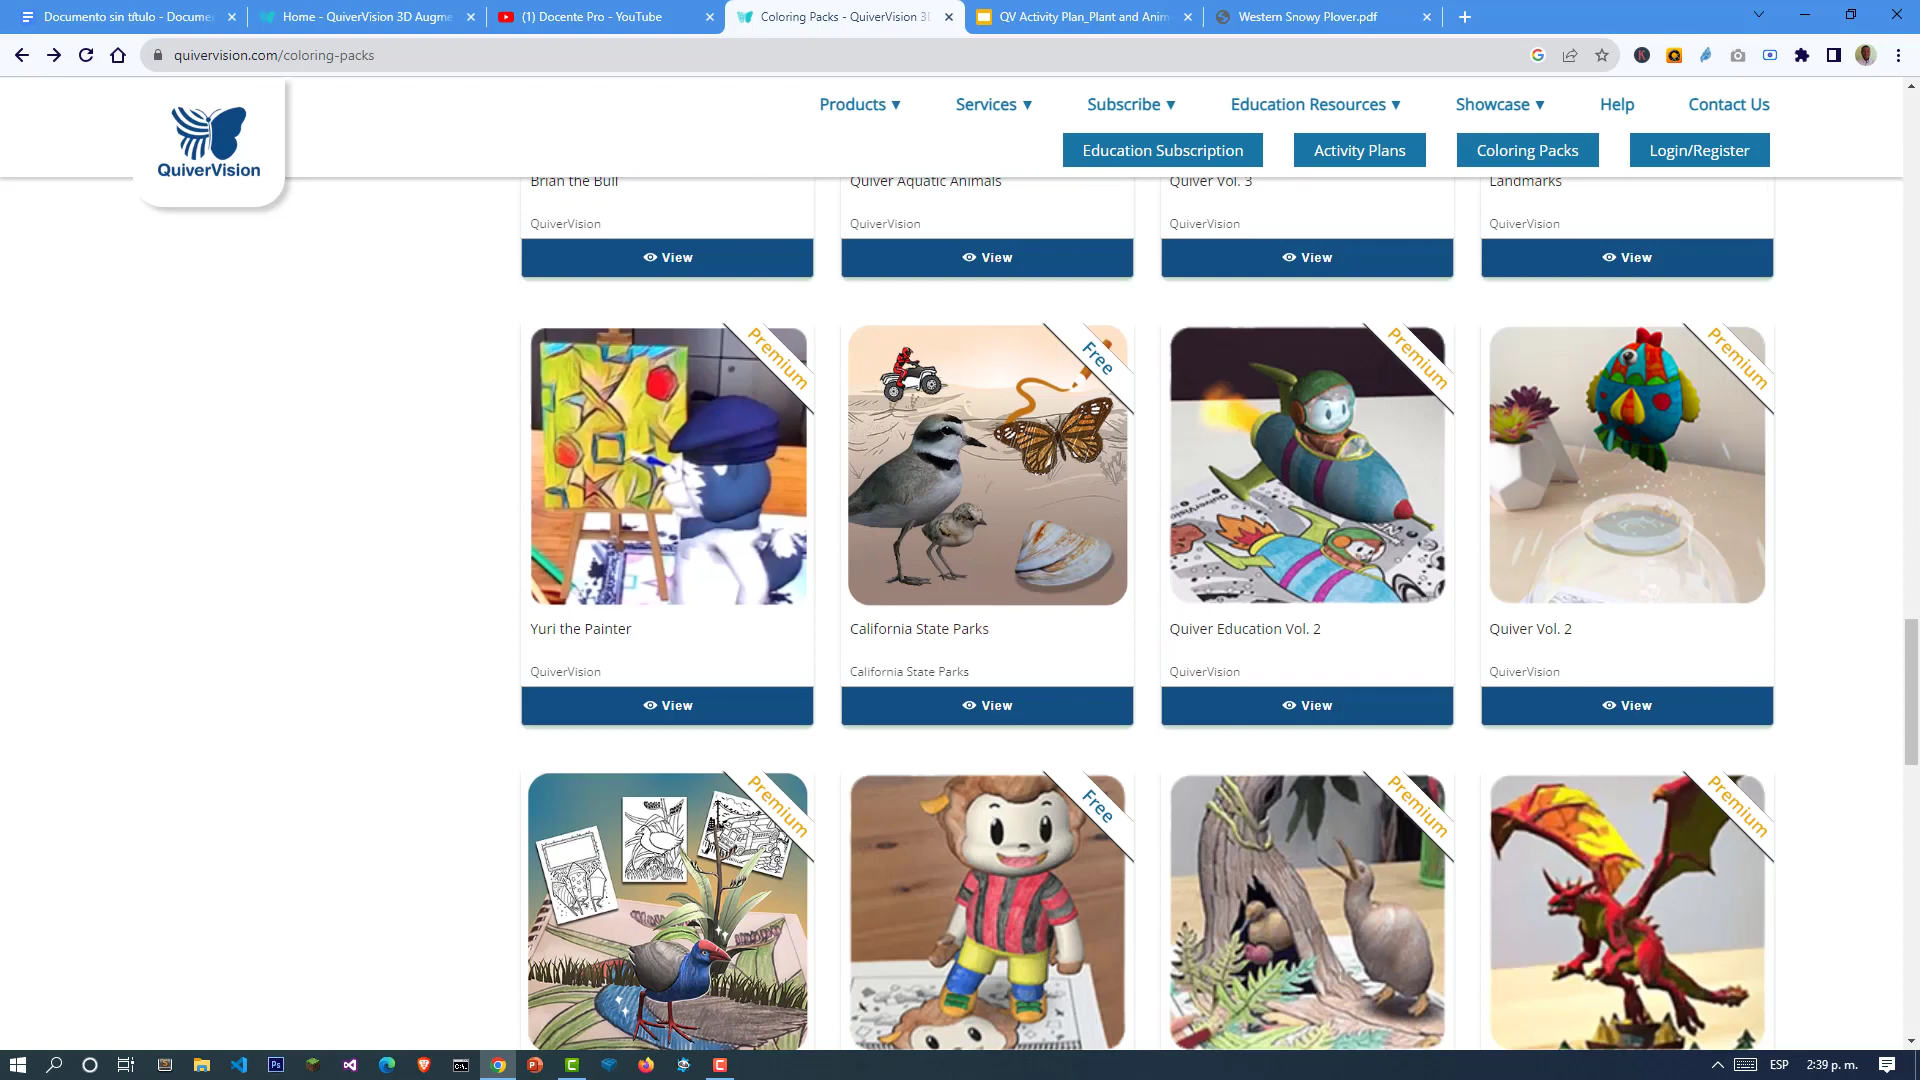 Documento sin título - Docume
Home - QuiverVision 3D Augme
(1) Docente Pro - YouTube
Coloring Packs - QuiverVision 3D
QV Activity Plan_Plant and Anim
Western Snowy Plover.pdf
quivervision.com/coloring-packs
Products ▼
Services ▼
Subscribe ▼
Education Resources ▼
Showcase ▼
Help
Contact Us
Education Subscription
Activity Plans
Coloring Packs
Login/Register
QuiverVision
Brian the Bull
Quiver Aquatic Animals
Quiver Vol. 3
Landmarks
QuiverVision
QuiverVision
QuiverVision
QuiverVision
View
View
View
View
Premium
Free
Premium
Premium
Yuri the Painter
California State Parks
Quiver Education Vol. 2
Quiver Vol. 2
QuiverVision
California State Parks
QuiverVision
QuiverVision
View
View
View
View
Premium
Free
Premium
Premium
ESP
2:39 p. m.